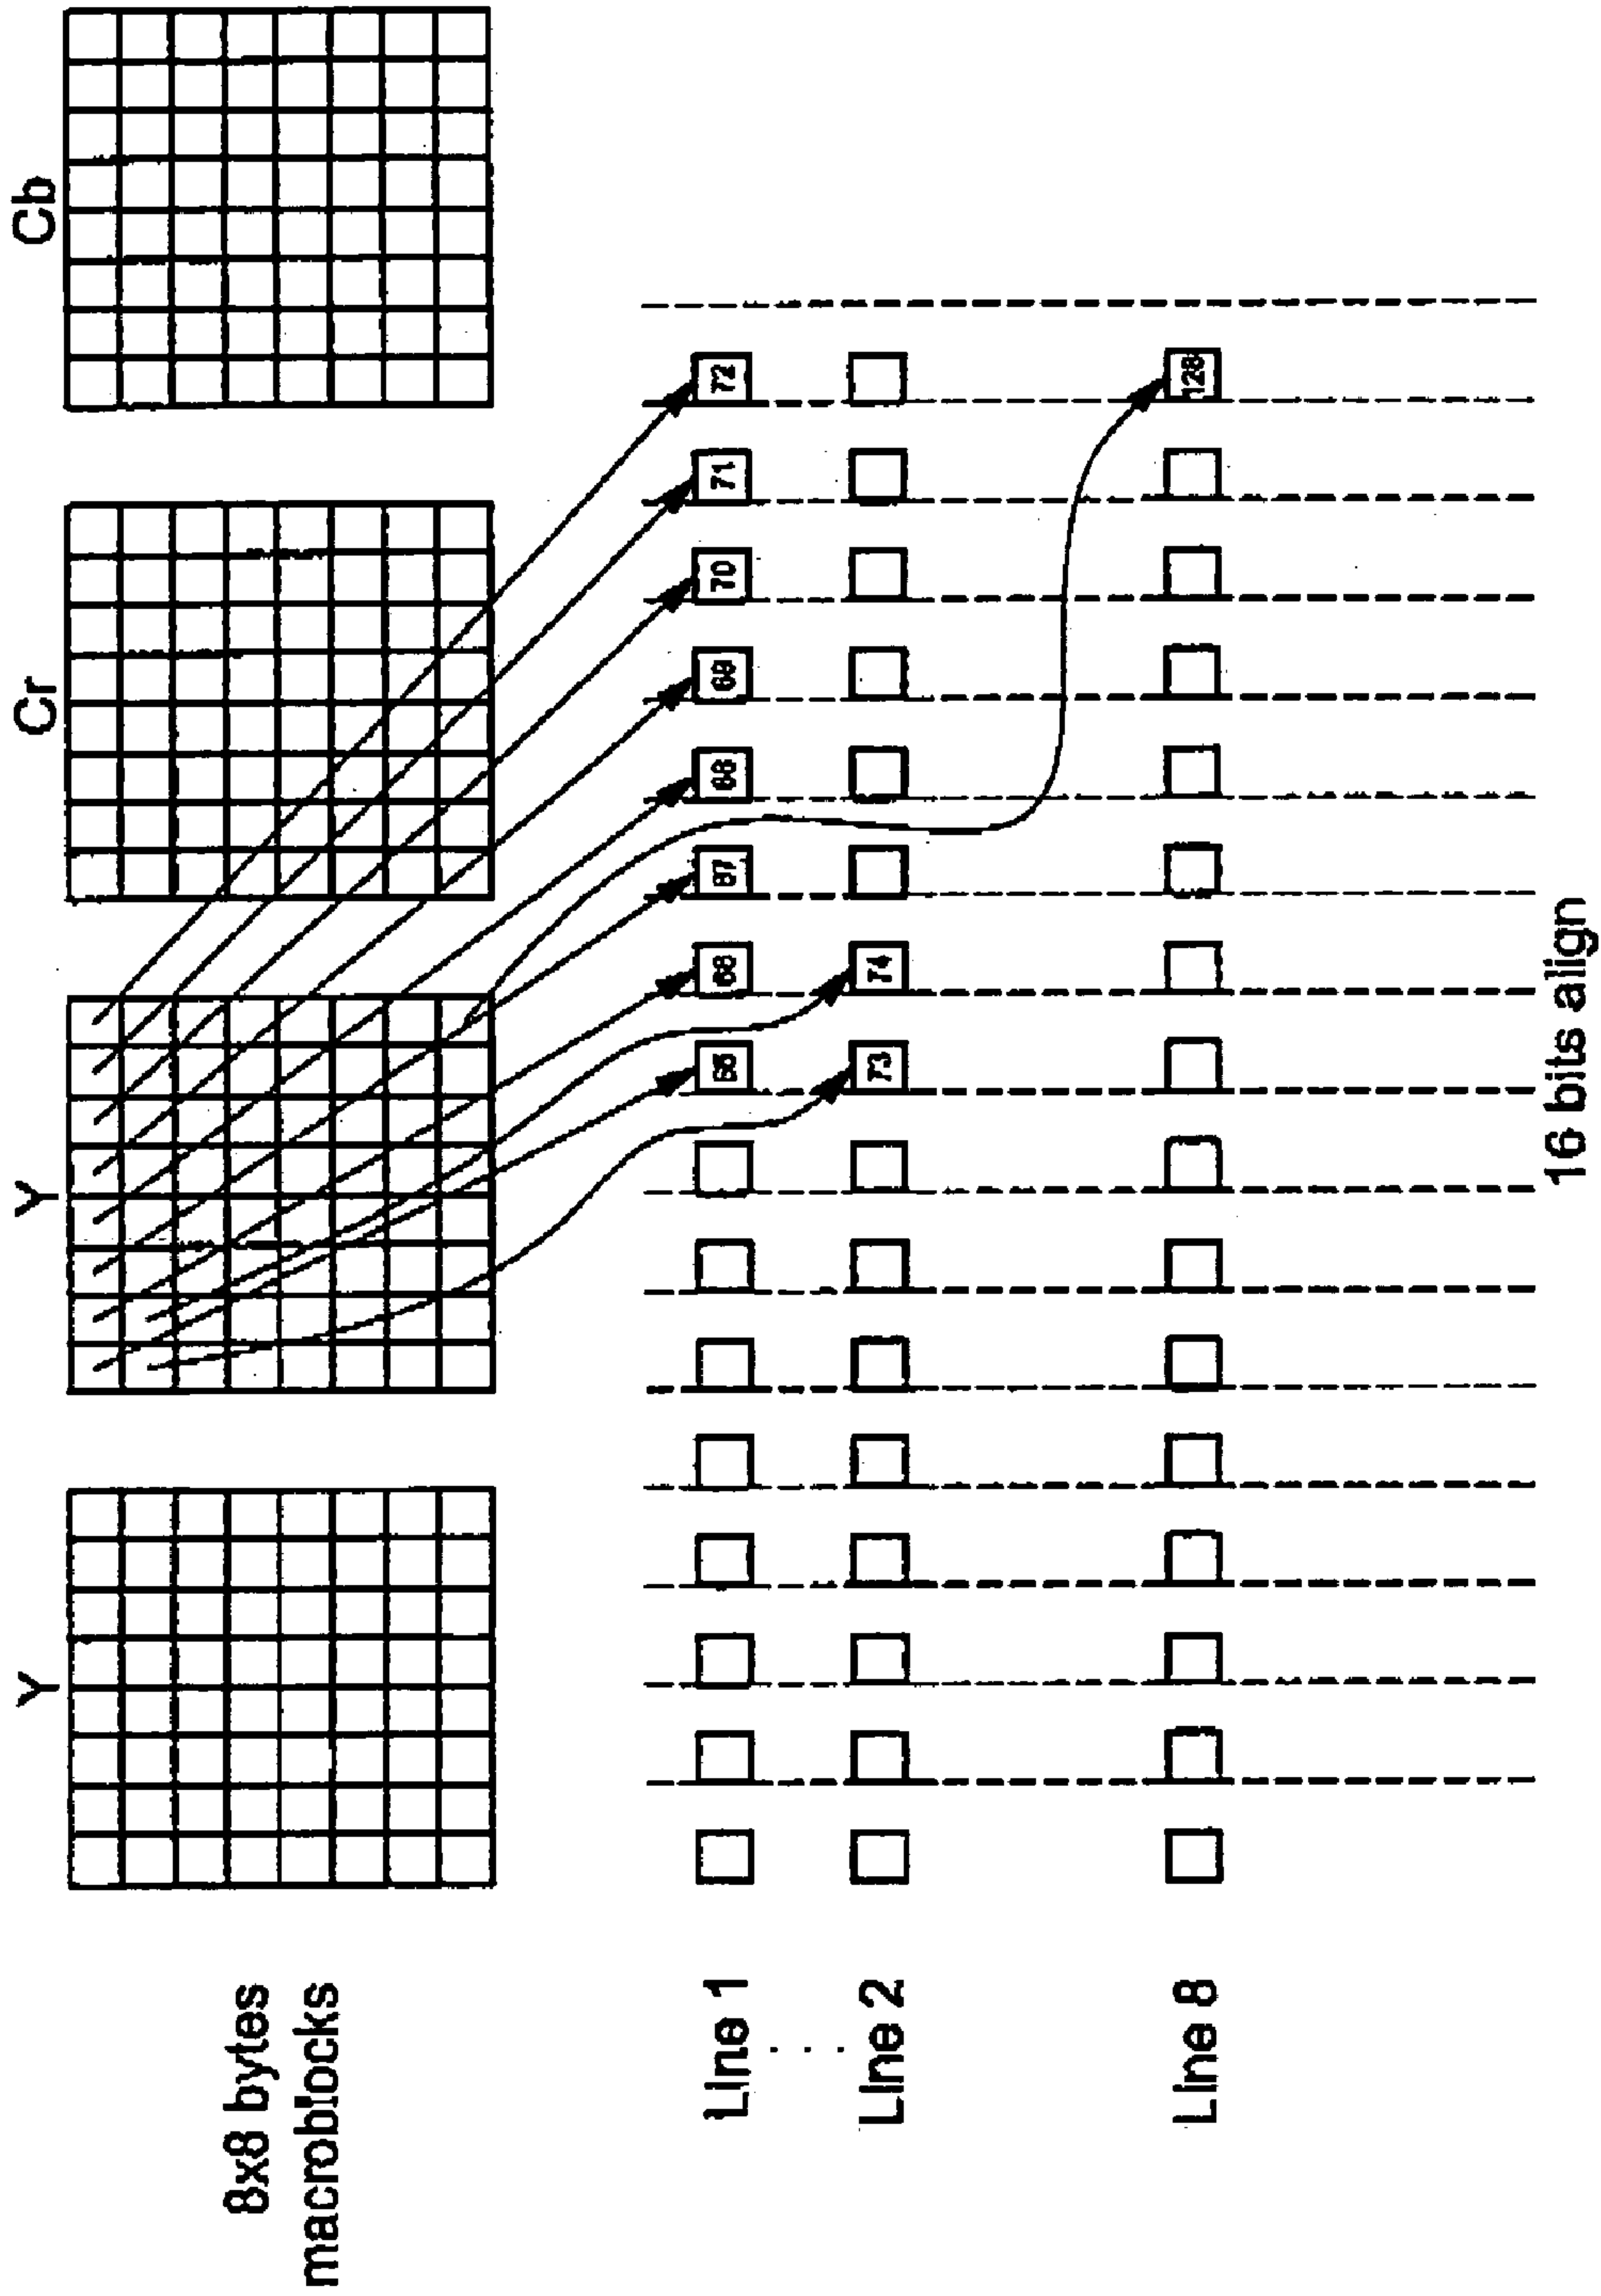 Y Y Cr Cb
8x8 bytes
macroblocks
Line 1 65 66 67 68 69 70 71 72
. . .
Line 2 73 74
Line 8 128
16 bits align